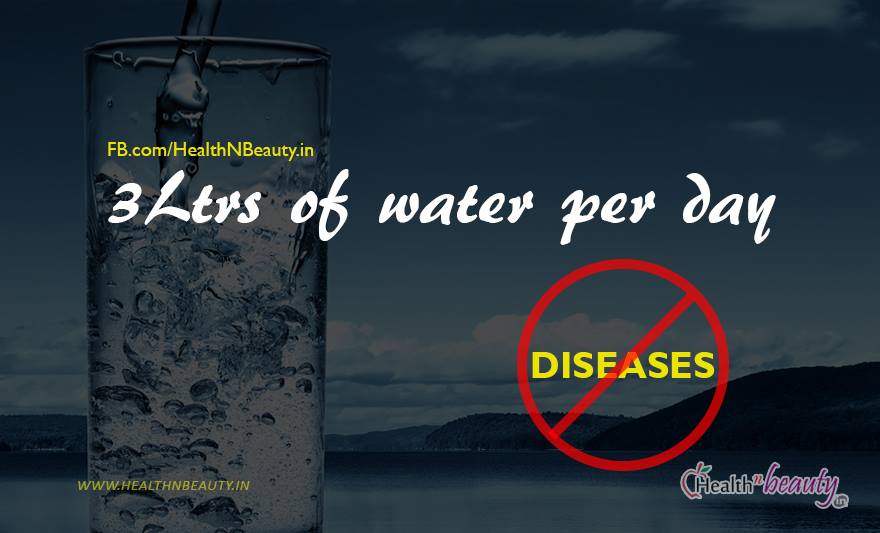 FB.com/HealthNBeauty.in
3Ltrs of water per day
DISEASES
WWW.HEALTHNBEAUTY.IN
Health n beauty.in